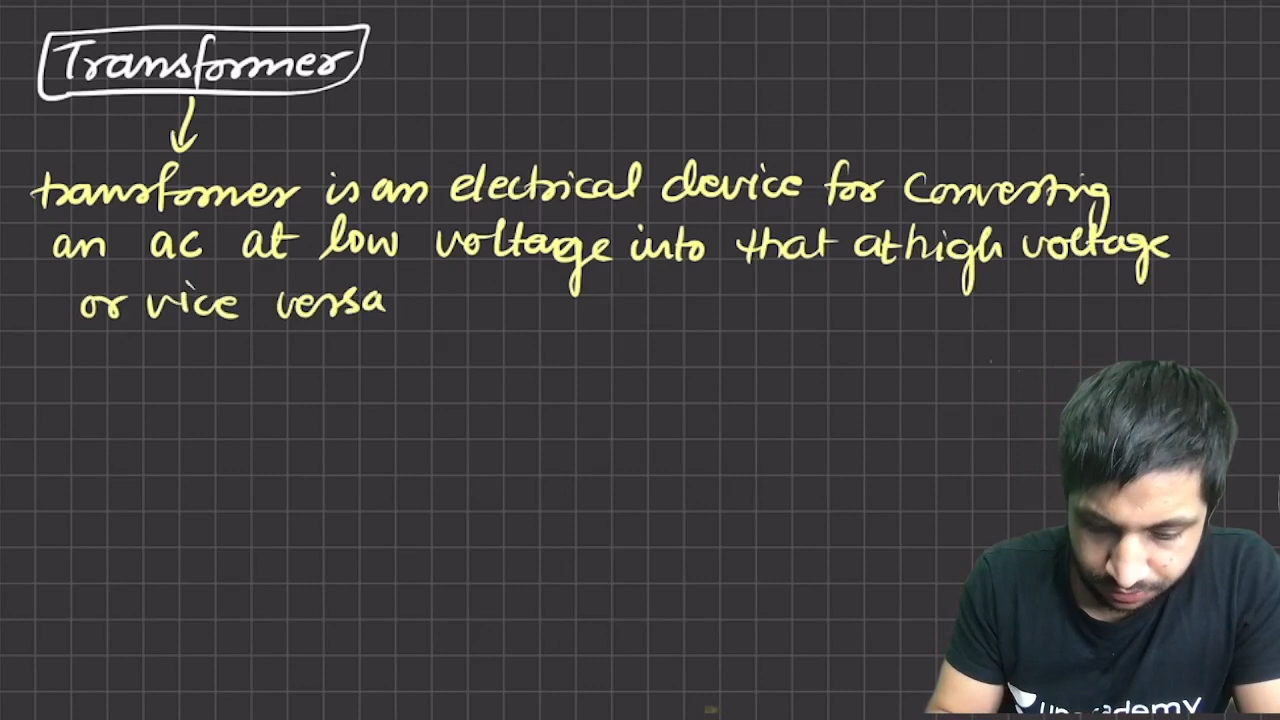 Transformer
transformer is an electrical device for Converting
an ac at low voltage into that at high voltage
or vice versa